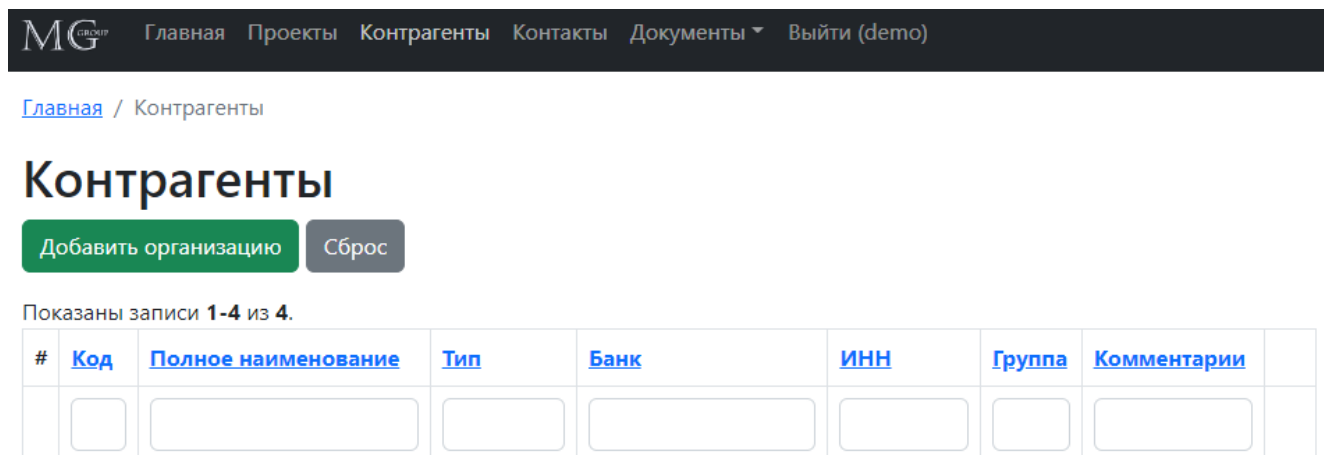 MG GROUP Главная Проекты Контрагенты Контакты Документы Выйти (demo)
Главная / Контрагенты
Контрагенты
Добавить организацию Сброс
Показаны записи 1-4 из 4.
# Код Полное наименование Тип Банк ИНН Группа Комментарии